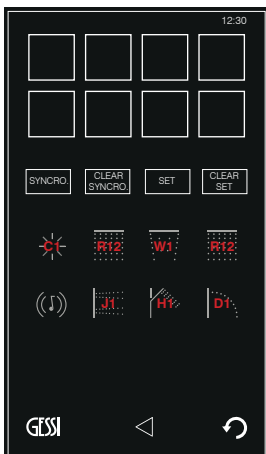 12:30
SYNCRO. CLEAR SYNCRO. SET CLEAR SET
C1 R12 W1 R12
J1 H1 D1
GESSI